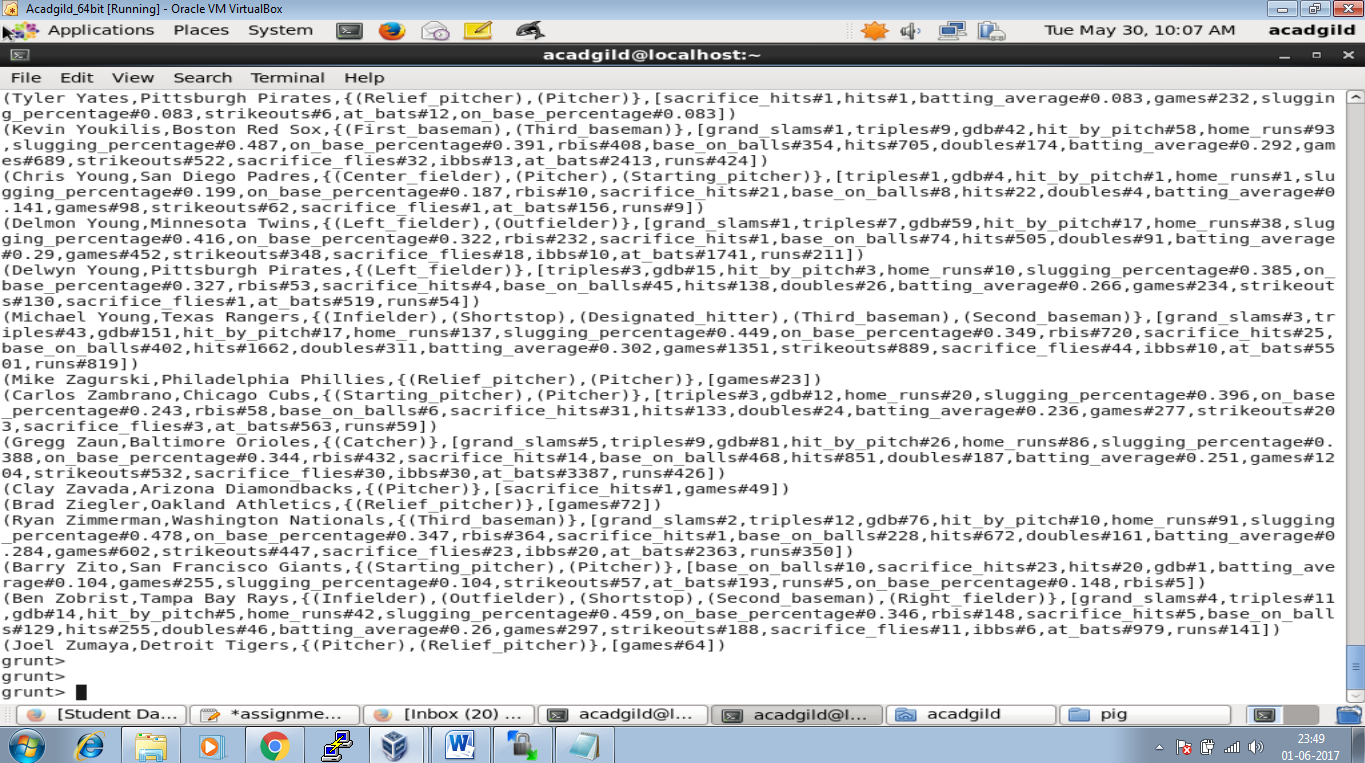 Acadgild_64bit [Running] - Oracle VM VirtualBox
Applications Places System Tue May 30, 10:07 AM acadgild
acadgild@localhost:~
File Edit View Search Terminal Help
(Tyler Yates,Pittsburgh Pirates,{(Relief_pitcher),(Pitcher)},[sacrifice_hits#1,hits#1,batting_average#0.083,games#232,sluggin
g_percentage#0.083,strikeouts#6,at_bats#12,on_base_percentage#0.083])
(Kevin Youkilis,Boston Red Sox,{(First_baseman),(Third_baseman)},[grand_slams#1,triples#9,gdb#42,hit_by_pitch#58,home_runs#93
,slugging_percentage#0.487,on_base_percentage#0.391,rbis#408,base_on_balls#354,hits#705,doubles#174,batting_average#0.292,gam
es#689,strikeouts#522,sacrifice_flies#32,ibbs#13,at_bats#2413,runs#424])
(Chris Young,San Diego Padres,{(Center_fielder),(Pitcher),(Starting_pitcher)},[triples#1,gdb#4,hit_by_pitch#1,home_runs#1,slu
gging_percentage#0.199,on_base_percentage#0.187,rbis#10,sacrifice_hits#21,base_on_balls#8,hits#22,doubles#4,batting_average#0
.141,games#98,strikeouts#62,sacrifice_flies#1,at_bats#156,runs#9])
(Delmon Young,Minnesota Twins,{(Left_fielder),(Outfielder)},[grand_slams#1,triples#7,gdb#59,hit_by_pitch#17,home_runs#38,slug
ging_percentage#0.416,on_base_percentage#0.322,rbis#232,sacrifice_hits#1,base_on_balls#74,hits#505,doubles#91,batting_average
#0.29,games#452,strikeouts#348,sacrifice_flies#18,ibbs#10,at_bats#1741,runs#211])
(Delwyn Young,Pittsburgh Pirates,{(Left_fielder)},[triples#3,gdb#15,hit_by_pitch#3,home_runs#10,slugging_percentage#0.385,on_
base_percentage#0.327,rbis#53,sacrifice_hits#4,base_on_balls#45,hits#138,doubles#26,batting_average#0.266,games#234,strikeout
s#130,sacrifice_flies#1,at_bats#519,runs#54])
(Michael Young,Texas Rangers,{(Infielder),(Shortstop),(Designated_hitter),(Third_baseman),(Second_baseman)},[grand_slams#3,tr
iples#43,gdb#151,hit_by_pitch#17,home_runs#137,slugging_percentage#0.449,on_base_percentage#0.349,rbis#720,sacrifice_hits#25,
base_on_balls#402,hits#1662,doubles#311,batting_average#0.302,games#1351,strikeouts#889,sacrifice_flies#44,ibbs#10,at_bats#55
01,runs#819])
(Mike Zagurski,Philadelphia Phillies,{(Relief_pitcher),(Pitcher)},[games#23])
(Carlos Zambrano,Chicago Cubs,{(Starting_pitcher),(Pitcher)},[triples#3,gdb#12,home_runs#20,slugging_percentage#0.396,on_base
_percentage#0.243,rbis#58,base_on_balls#6,sacrifice_hits#31,hits#133,doubles#24,batting_average#0.236,games#277,strikeouts#20
3,sacrifice_flies#3,at_bats#563,runs#59])
(Gregg Zaun,Baltimore Orioles,{(Catcher)},[grand_slams#5,triples#9,gdb#81,hit_by_pitch#26,home_runs#86,slugging_percentage#0.
388,on_base_percentage#0.344,rbis#432,sacrifice_hits#14,base_on_balls#468,hits#851,doubles#187,batting_average#0.251,games#12
04,strikeouts#532,sacrifice_flies#30,ibbs#30,at_bats#3387,runs#426])
(Clay Zavada,Arizona Diamondbacks,{(Pitcher)},[sacrifice_hits#1,games#49])
(Brad Ziegler,Oakland Athletics,{(Relief_pitcher)},[games#72])
(Ryan Zimmerman,Washington Nationals,{(Third_baseman)},[grand_slams#2,triples#12,gdb#76,hit_by_pitch#10,home_runs#91,slugging
_percentage#0.478,on_base_percentage#0.347,rbis#364,sacrifice_hits#1,base_on_balls#228,hits#672,doubles#161,batting_average#0
.284,games#602,strikeouts#447,sacrifice_flies#23,ibbs#20,at_bats#2363,runs#350])
(Barry Zito,San Francisco Giants,{(Starting_pitcher),(Pitcher)},[base_on_balls#10,sacrifice_hits#23,hits#20,gdb#1,batting_ave
rage#0.104,games#255,slugging_percentage#0.104,strikeouts#57,at_bats#193,runs#5,on_base_percentage#0.148,rbis#5])
(Ben Zobrist,Tampa Bay Rays,{(Infielder),(Outfielder),(Shortstop),(Second_baseman),(Right_fielder)},[grand_slams#4,triples#11
,gdb#14,hit_by_pitch#5,home_runs#42,slugging_percentage#0.459,on_base_percentage#0.346,rbis#148,sacrifice_hits#5,base_on_ball
s#129,hits#255,doubles#46,batting_average#0.26,games#297,strikeouts#188,sacrifice_flies#11,ibbs#6,at_bats#979,runs#141])
(Joel Zumaya,Detroit Tigers,{(Pitcher),(Relief_pitcher)},[games#64])
grunt>
grunt>
grunt>
[Student Da... *assignme... [Inbox (20) ... acadgild@l... acadgild@l... acadgild pig
23:49
01-06-2017